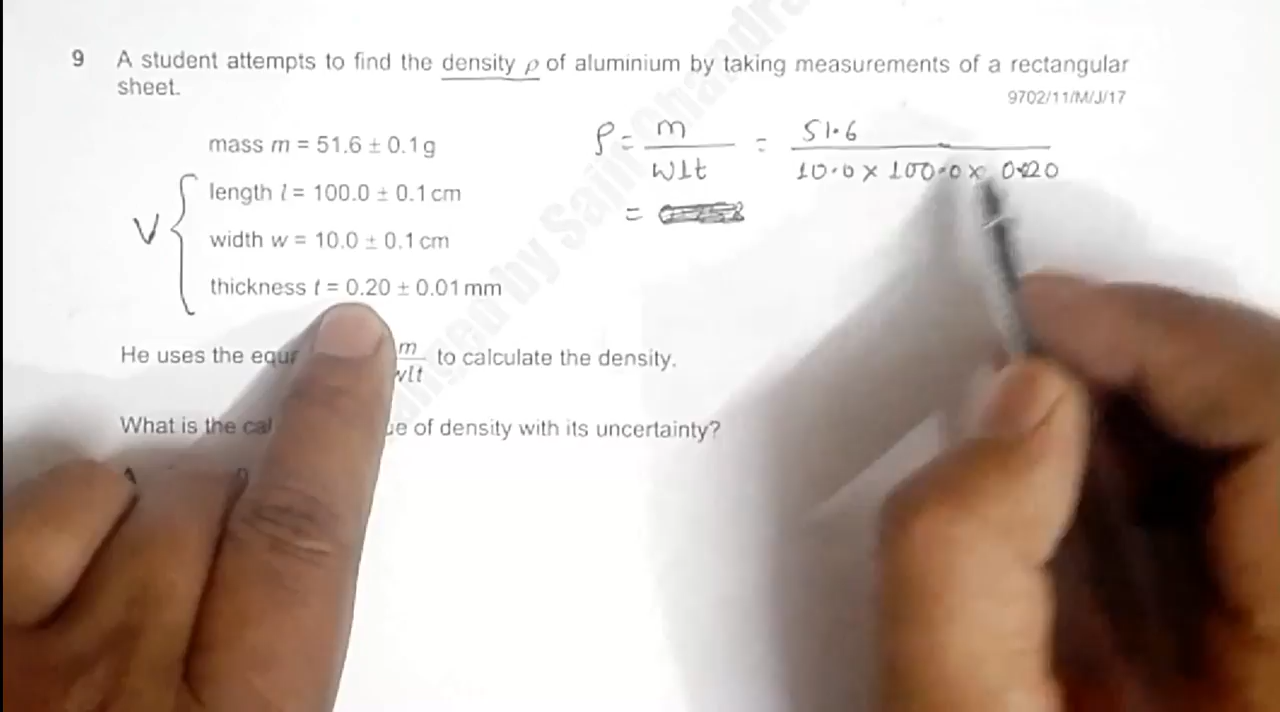 9 A student attempts to find the density ρ of aluminium by taking measurements of a rectangular
sheet.
9702/11/M/J/17
mass m = 51.6 ± 0.1 g
length l = 100.0 ± 0.1 cm
width w = 10.0 ± 0.1 cm
thickness t = 0.20 ± 0.01 mm
V {
ρ = m / wlt = 51.6 / 10.0 × 100.0 × 0.020
=
He uses the m / wlt to calculate the density.
What is the of density with its uncertainty?